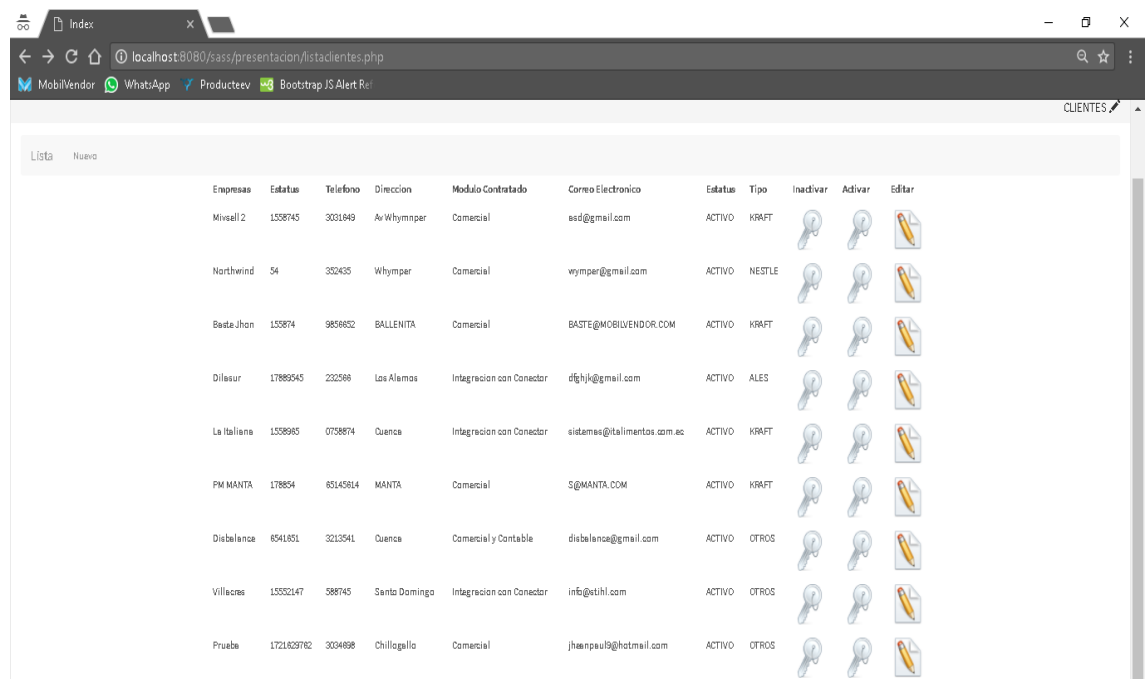 Index
localhost:8080/sass/presentacion/listaclientes.php
MobilVendor WhatsApp Producteev Bootstrap JS Alert Ref
CLIENTES
Lista Nuevo
Empresas Estatus Telefono Direccion Modulo Contratado Correo Electronico Estatus Tipo Inactivar Activar Editar
Mivsell 2 1558745 3031649 Av Whymnper Comercial asd@gmail.com ACTIVO KRAFT
Northwind 54 352435 Whymper Comercial wymper@gmail.com ACTIVO NESTLE
Baste Jhon 155874 9856652 BALLENITA Comercial BASTE@MOBILVENDOR.COM ACTIVO KRAFT
Dilasur 17889545 232566 Los Alamos Integracion con Conector dfghjk@gmail.com ACTIVO ALES
La Italiana 1558965 0758874 Cuenca Integracion con Conector sistemas@italimentos.com.ec ACTIVO KRAFT
PM MANTA 178854 65145614 MANTA Comercial S@MANTA.COM ACTIVO KRAFT
Disbalance 6541651 3213541 Cuenca Comercial y Contable disbalance@gmail.com ACTIVO OTROS
Villacres 15552147 588745 Santo Domingo Integracion con Conector info@stihl.com ACTIVO OTROS
Prueba 1721629762 3034698 Chillogallo Comercial jheanpaul9@hotmail.com ACTIVO OTROS